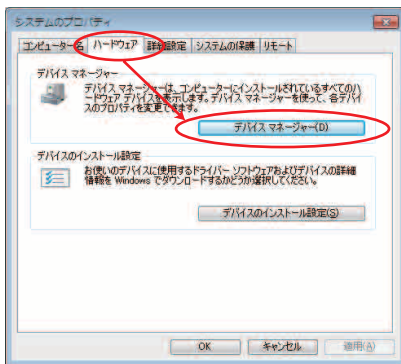 システムのプロパティ
コンピューター名 ハードウェア 詳細設定 システムの保護 リモート
デバイス マネージャー
デバイス マネージャーは、コンピューターにインストールされているすべてのハ
ードウェア デバイスを表示します。デバイス マネージャーを使って、各デバイ
スのプロパティを変更できます。
デバイス マネージャー(D)
デバイスのインストール設定
お使いのデバイスに使用するドライバー ソフトウェアおよびデバイスの詳細
情報を Windows でダウンロードするかどうか選択してください。
デバイスのインストール設定(S)
OK キャンセル 適用(A)